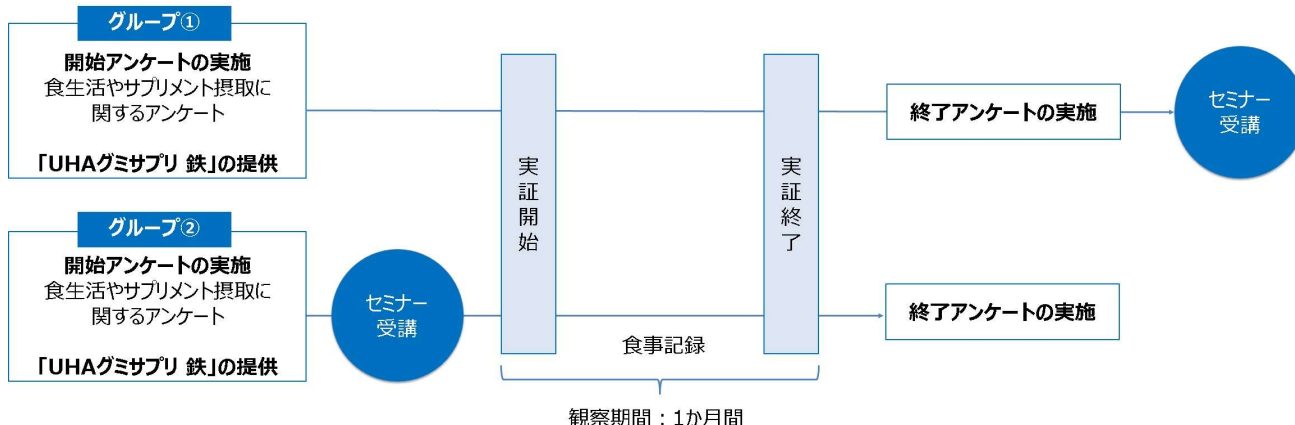 グループ①
開始アンケートの実施
食生活やサプリメント摂取に
関するアンケート
「UHAグミサプリ 鉄」の提供
実証開始
実証終了
終了アンケートの実施
セミナー
受講
グループ②
開始アンケートの実施
食生活やサプリメント摂取に
関するアンケート
「UHAグミサプリ 鉄」の提供
セミナー
受講
食事記録
終了アンケートの実施
観察期間：1か月間